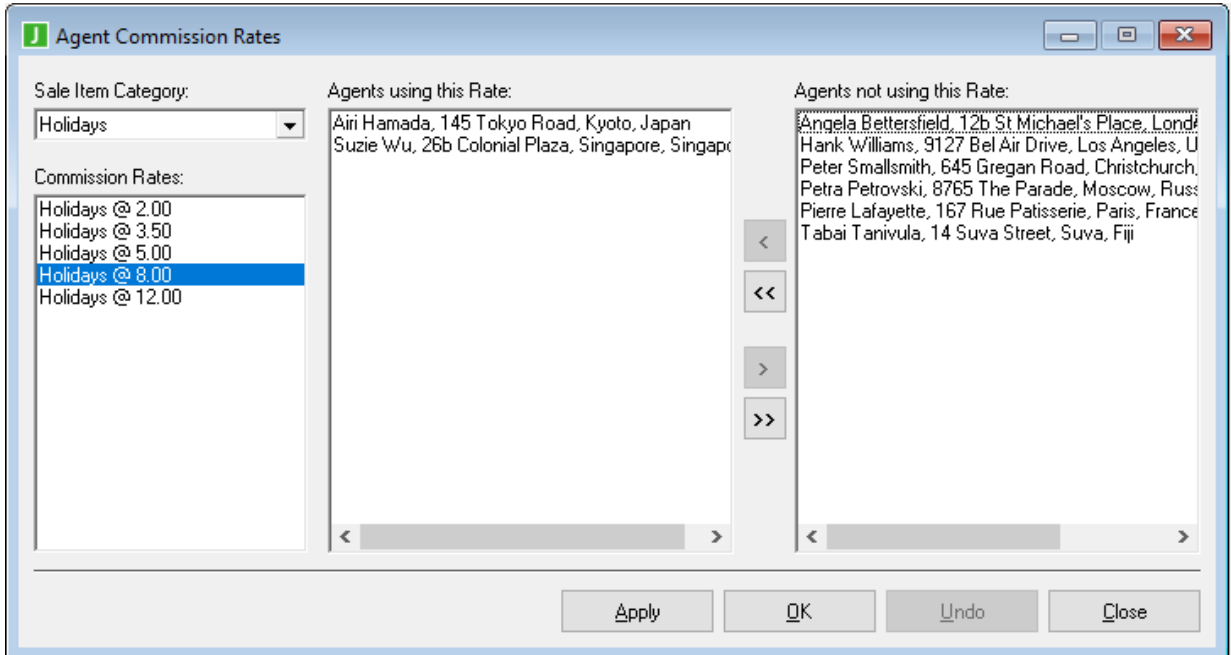 J Agent Commission Rates
Sale Item Category:
Holidays
Commission Rates:
Holidays @ 2.00
Holidays @ 3.50
Holidays @ 5.00
Holidays @ 8.00
Holidays @ 12.00
Agents using this Rate:
Airi Hamada, 145 Tokyo Road, Kyoto, Japan
Suzie Wu, 26b Colonial Plaza, Singapore, Singapo
<
<<
>
>>
Agents not using this Rate:
Angela Bettersfield, 12b St Michael's Place, Lond
Hank Williams, 9127 Bel Air Drive, Los Angeles, U
Peter Smallsmith, 645 Gregan Road, Christchurch,
Petra Petrovski, 8765 The Parade, Moscow, Russ
Pierre Lafayette, 167 Rue Patisserie, Paris, France
Tabai Tanivula, 14 Suva Street, Suva, Fiji
Apply
OK
Undo
Close